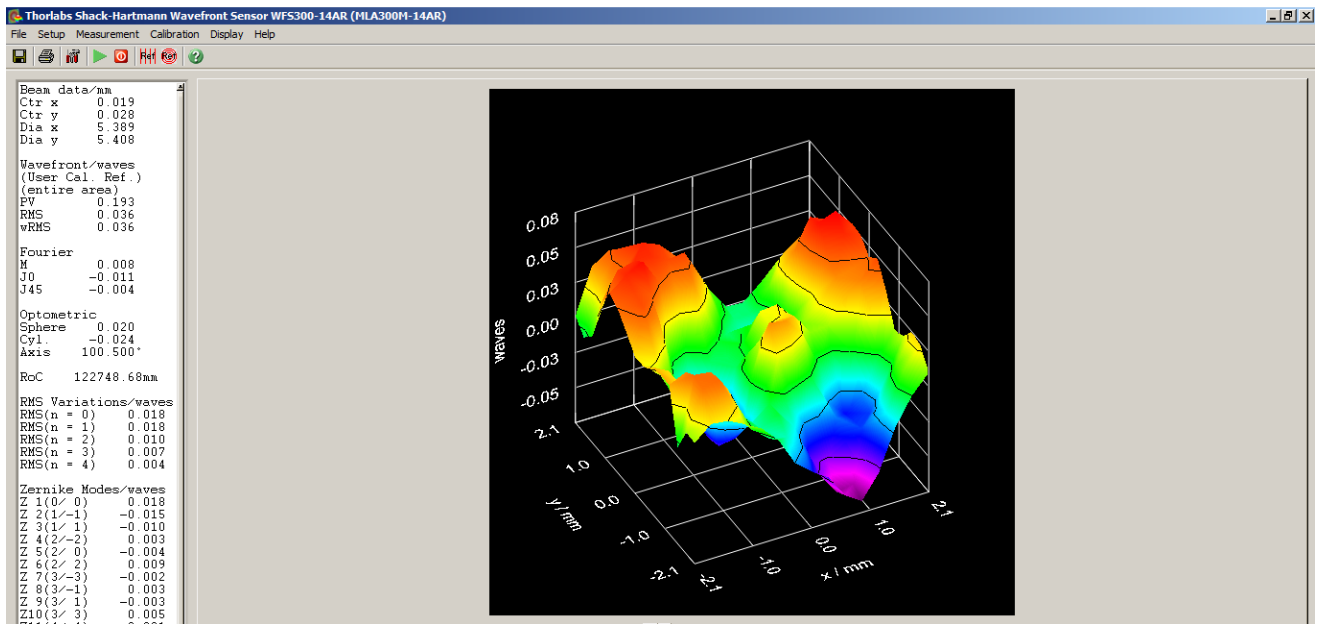 Thorlabs Shack-Hartmann Wavefront Sensor WFS300-14AR (MLA300M-14AR)
File Setup Measurement Calibration Display Help
Ref Ref ?
Beam data/mm
Ctr x 0.019
Ctr y 0.028
Dia x 5.389
Dia y 5.408
Wavefront/waves
(User Cal. Ref.)
(entire area)
PV 0.193
RMS 0.036
wRMS 0.036
Fourier
M 0.008
J0 -0.011
J45 -0.004
Optometric
Sphere 0.020
Cyl. -0.024
Axis 100.500°
RoC 122748.68mm
RMS Variations/waves
RMS(n = 0) 0.018
RMS(n = 1) 0.018
RMS(n = 2) 0.010
RMS(n = 3) 0.007
RMS(n = 4) 0.004
Zernike Modes/waves
Z 1(0/ 0) 0.018
Z 2(1/-1) -0.015
Z 3(1/ 1) -0.010
Z 4(2/-2) 0.003
Z 5(2/ 0) -0.004
Z 6(2/ 2) 0.009
Z 7(3/-3) -0.002
Z 8(3/-1) 0.003
Z 9(3/ 1) -0.003
Z10(3/ 3) 0.005
0.08
0.05
0.03
0.00
-0.03
-0.05
waves
2.1
1.0
0.0
-1.0
-2.1
y / mm
-2.1
-1.0
0.0
1.0
2.1
x / mm